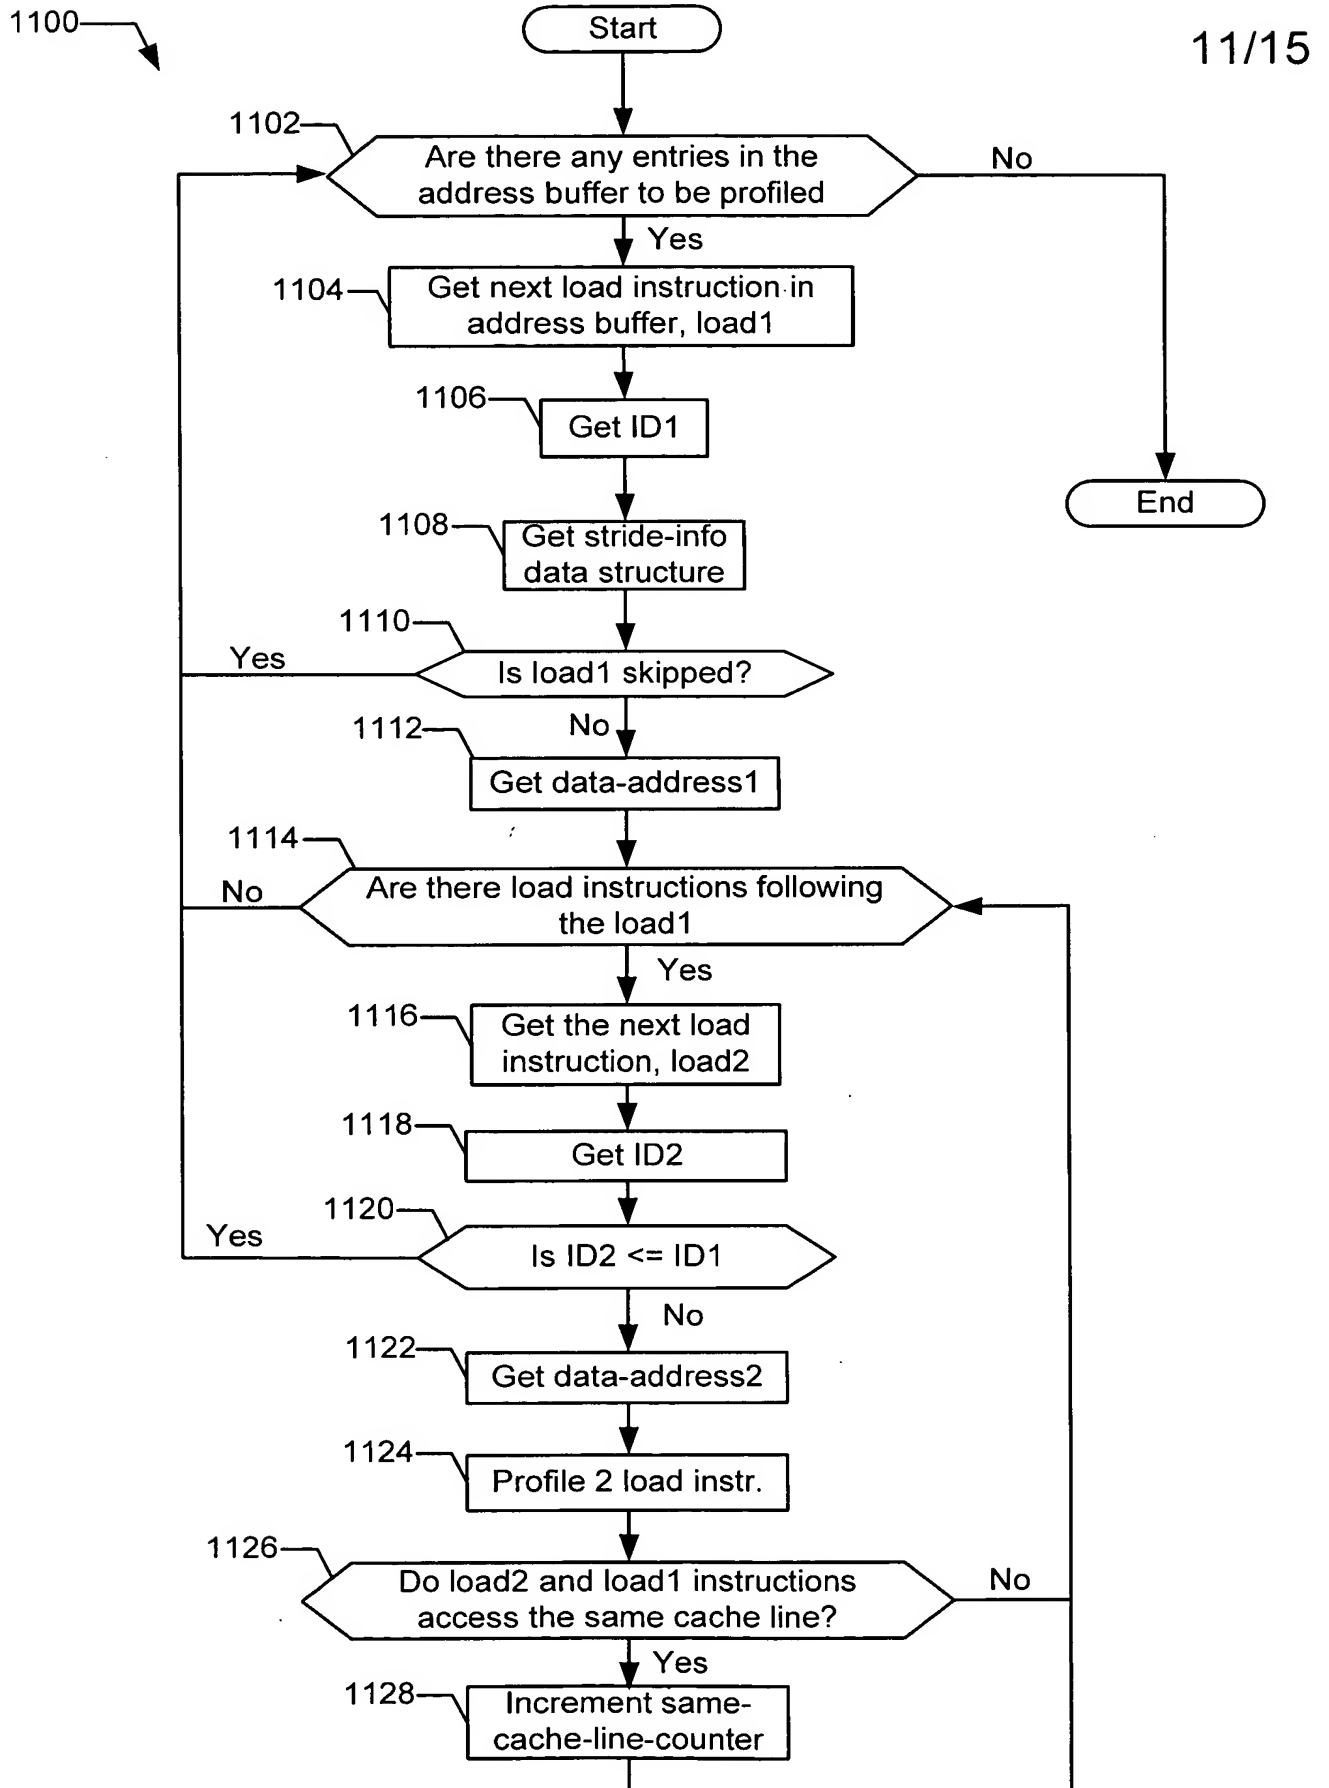 1100
Start
11/15
1102
Are there any entries in the
address buffer to be profiled
No
Yes
1104
Get next load instruction in
address buffer, load1
1106
Get ID1
End
1108
Get stride-info
data structure
1110
Yes
Is load1 skipped?
No
1112
Get data-address1
1114
Are there load instructions following
the load1
No
Yes
1116
Get the next load
instruction, load2
1118
Get ID2
1120
Yes
Is ID2 <= ID1
No
1122
Get data-address2
1124
Profile 2 load instr.
1126
Do load2 and load1 instructions
access the same cache line?
No
Yes
1128
Increment same-
cache-line-counter